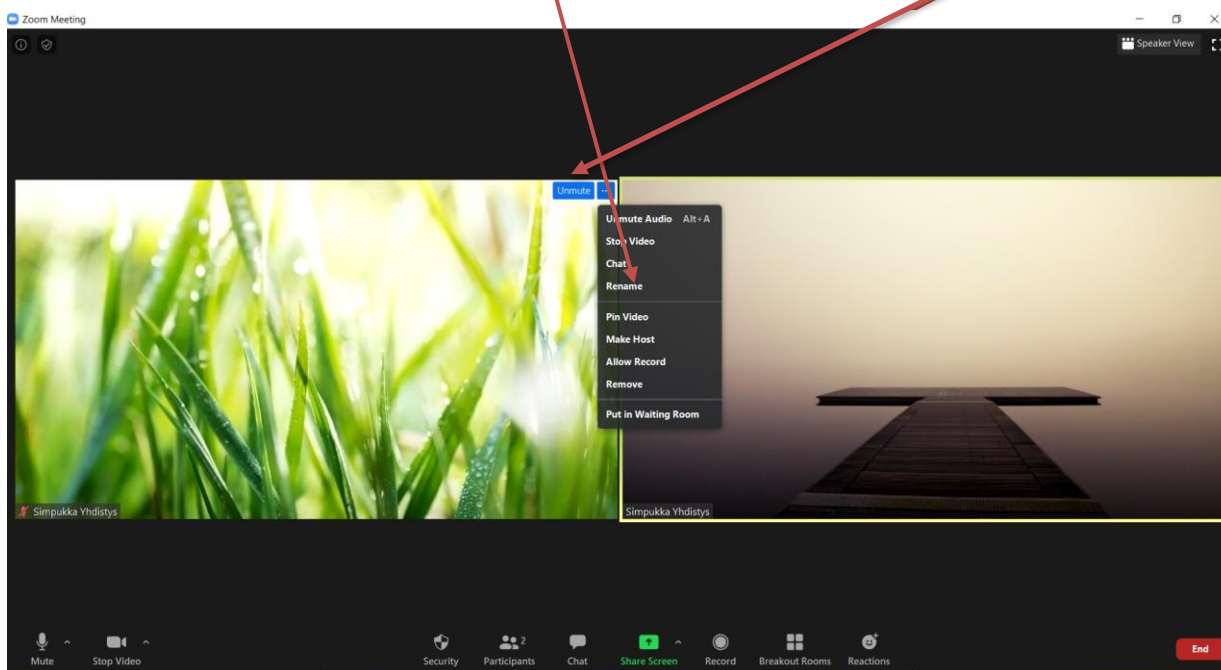 Zoom Meeting
Speaker View
Unmute
Unmute Audio Alt+A
Stop Video
Chat
Rename
Pin Video
Make Host
Allow Record
Remove
Put in Waiting Room
Simpukka Yhdistys
Simpukka Yhdistys
Mute
Stop Video
Security
Participants 2
Chat
Share Screen
Record
Breakout Rooms
Reactions
End